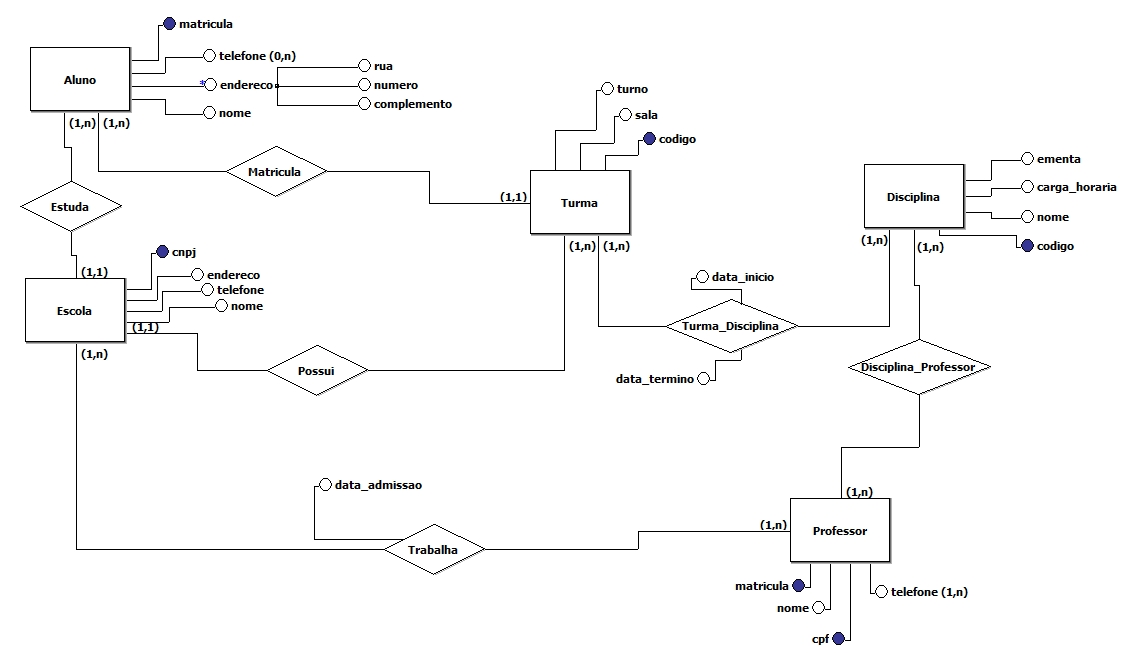 matricula
telefone (0,n)
Aluno
*
endereco
rua
numero
complemento
nome
(1,n)
(1,n)
Matricula
Estuda
turno
sala
codigo
(1,1)
Turma
(1,n)
(1,n)
ementa
carga_horaria
Disciplina
nome
codigo
(1,n)
(1,n)
cnpj
(1,1)
endereco
telefone
nome
Escola
(1,1)
(1,n)
Possui
data_inicio
Turma_Disciplina
data_termino
Disciplina_Professor
data_admissao
Trabalha
(1,n)
(1,n)
Professor
matricula
nome
cpf
telefone (1,n)